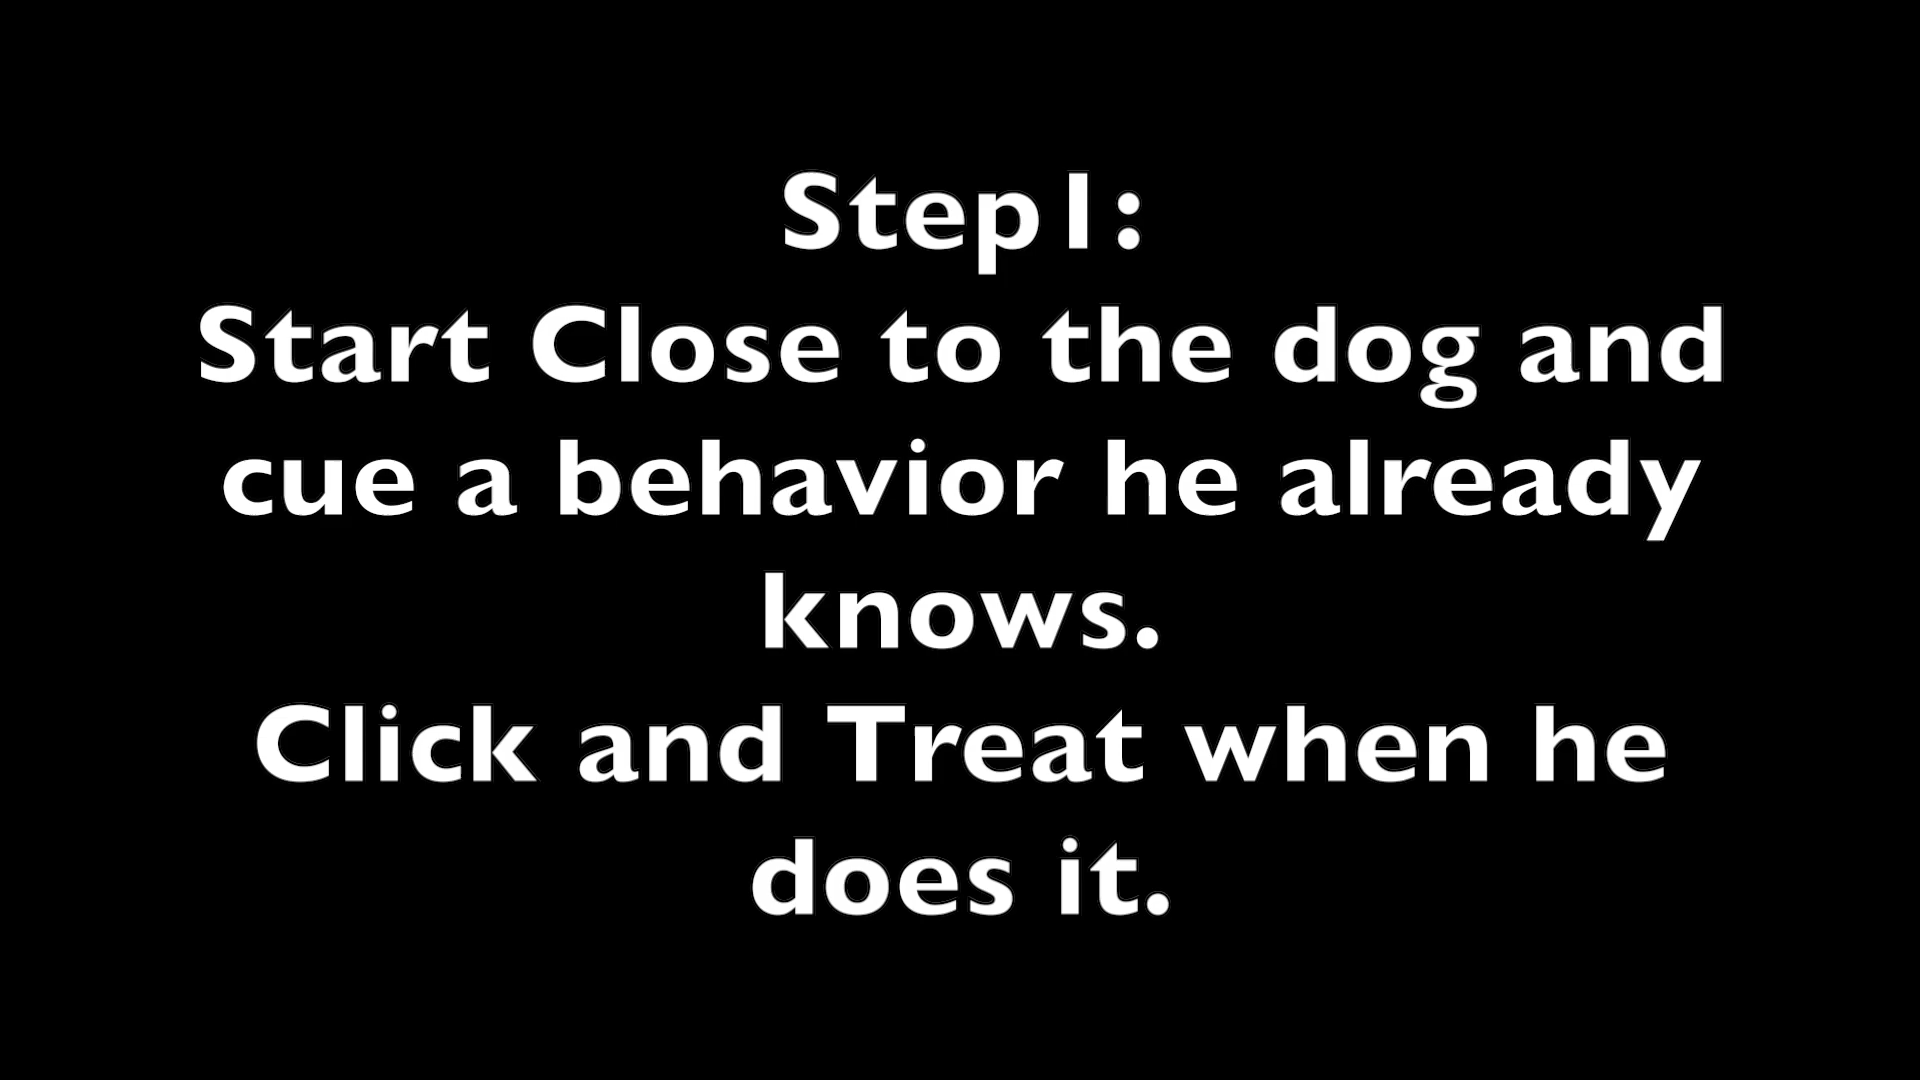 Step1:
Start Close to the dog and
cue a behavior he already
knows.
Click and Treat when he
does it.